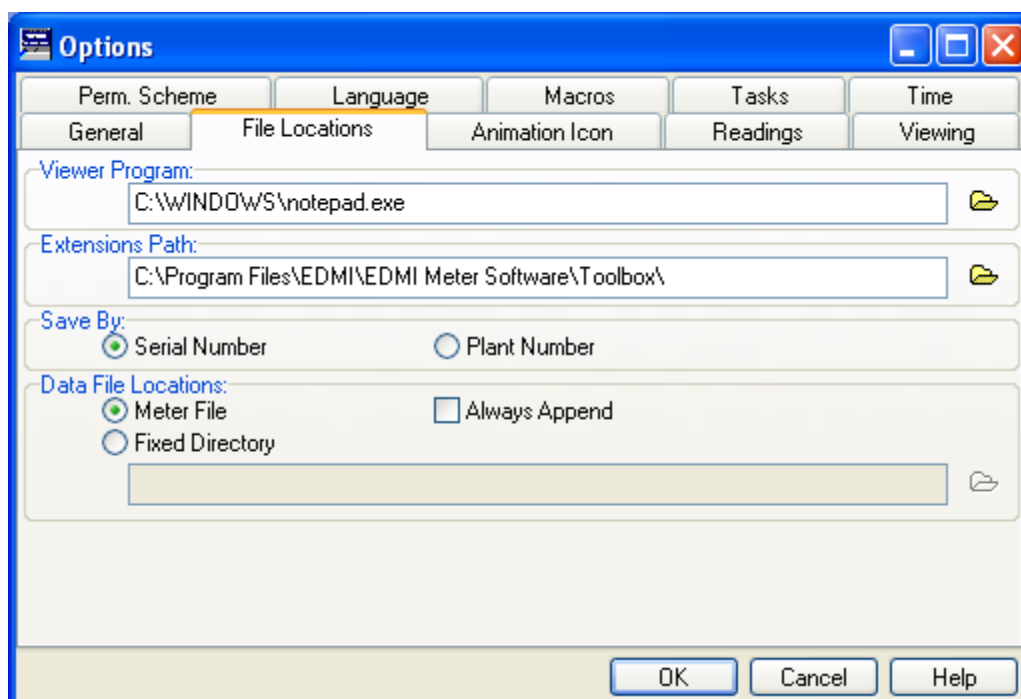 Options
Perm. Scheme Language Macros Tasks Time
General File Locations Animation Icon Readings Viewing
Viewer Program:
C:\WINDOWS\notepad.exe
Extensions Path:
C:\Program Files\EDMI\EDMI Meter Software\Toolbox\
Save By:
Serial Number Plant Number
Data File Locations:
Meter File Always Append
Fixed Directory
OK Cancel Help